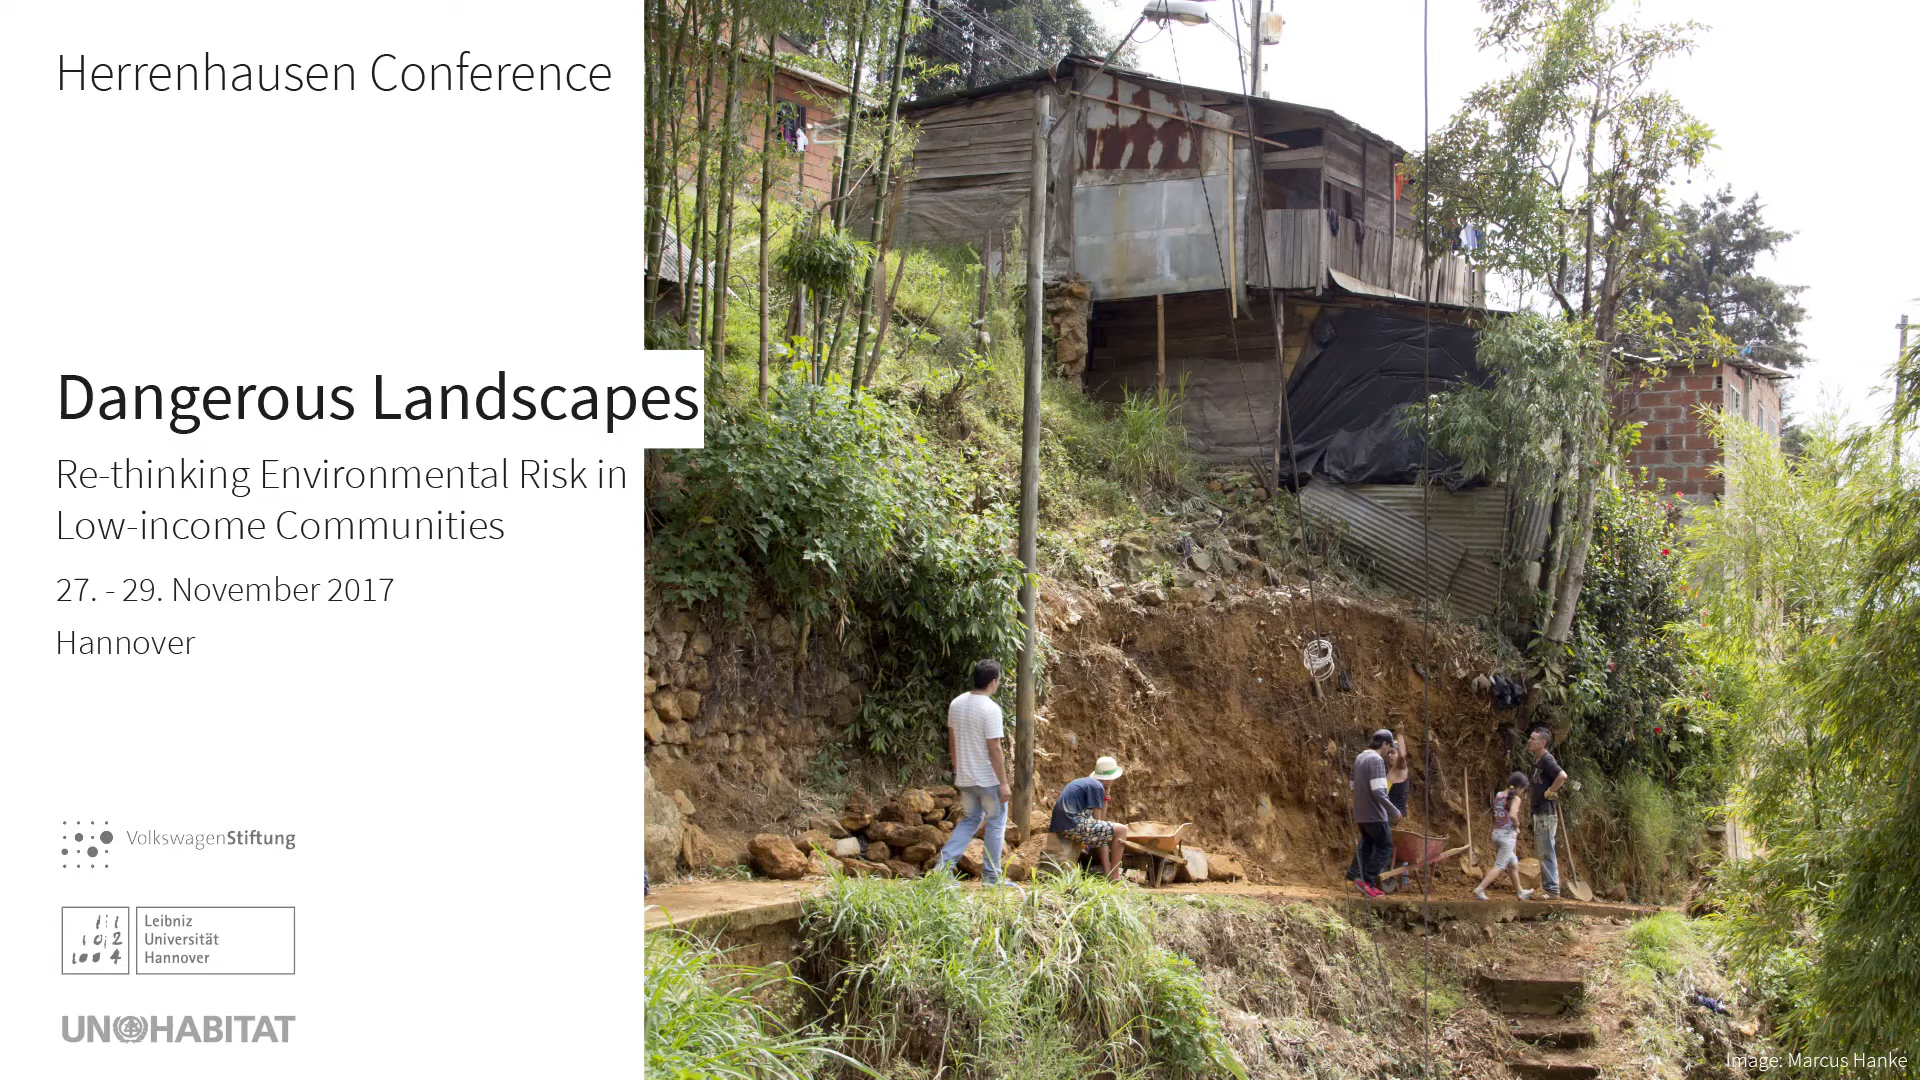 Herrenhausen Conference
Dangerous Landscapes
Re-thinking Environmental Risk in
Low-income Communities
27. - 29. November 2017
Hannover
VolkswagenStiftung
Leibniz
Universität
Hannover
UN HABITAT
Image: Marcus Hanke